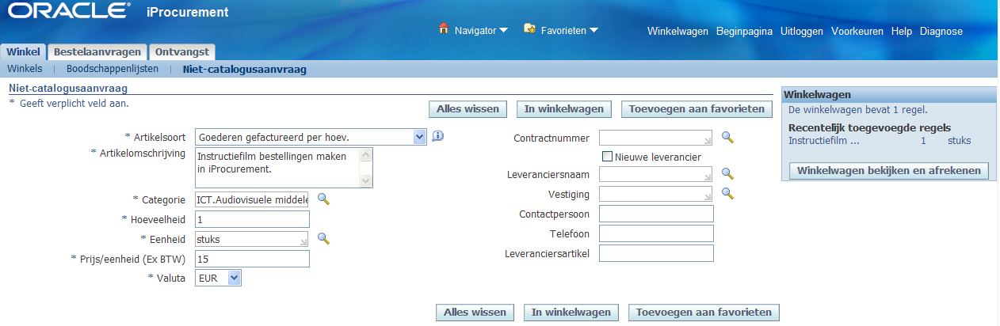 ORACLE® iProcurement
Navigator Favorieten Winkelwagen Beginpagina Uitloggen Voorkeuren Help Diagnose
Winkel Bestelaanvragen Ontvangst
Winkels | Boodschappenlijsten | Niet-catalogusaanvraag
Niet-catalogusaanvraag
* Geeft verplicht veld aan.
Alles wissen In winkelwagen Toevoegen aan favorieten
* Artikelsoort Goederen gefactureerd per hoev.
* Artikelomschrijving Instructiefilm bestellingen maken
in iProcurement.
* Categorie ICT.Audiovisuele middele
* Hoeveelheid 1
* Eenheid stuks
* Prijs/eenheid (Ex BTW) 15
* Valuta EUR
Contractnummer
Nieuwe leverancier
Leveranciersnaam
Vestiging
Contactpersoon
Telefoon
Leveranciersartikel
Winkelwagen
De winkelwagen bevat 1 regel.
Recentelijk toegevoegde regels
Instructiefilm ... 1 stuks
Winkelwagen bekijken en afrekenen
Alles wissen In winkelwagen Toevoegen aan favorieten